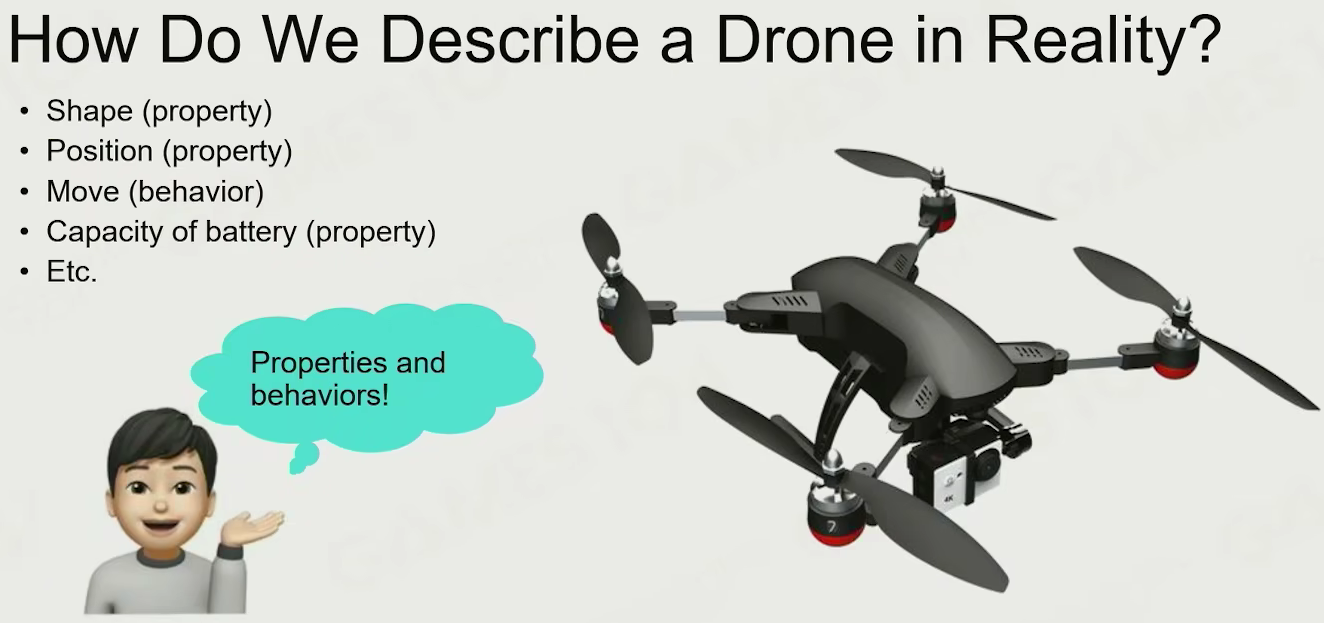 How Do We Describe a Drone in Reality?
• Shape (property)
• Position (property)
• Move (behavior)
• Capacity of battery (property)
• Etc.
Properties and
behaviors!
4K